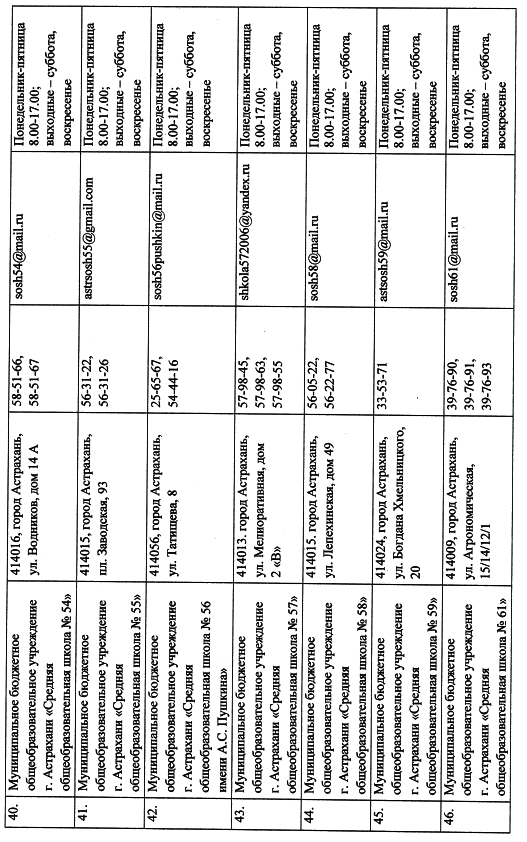 40.
Муниципальное бюджетное
общеобразовательное учреждение
г. Астрахани «Средняя
общеобразовательная школа № 54»
414016, город Астрахань,
ул. Водников, дом 14 А
58-51-66,
58-51-67
sosh54@mail.ru
Понедельник-пятница
8.00-17.00;
выходные – суббота,
воскресенье
41.
Муниципальное бюджетное
общеобразовательное учреждение
г. Астрахани «Средняя
общеобразовательная школа № 55»
414015, город Астрахань,
пл. Заводская, 93
56-31-22,
56-31-26
astrsosh55@gmail.com
Понедельник-пятница
8.00-17.00;
выходные – суббота,
воскресенье
42.
Муниципальное бюджетное
общеобразовательное учреждение
г. Астрахани «Средняя
общеобразовательная школа № 56
имени А.С. Пушкина»
414056, город Астрахань,
ул. Татищева, 8
25-65-67,
54-44-16
sosh56pushkin@mail.ru
Понедельник-пятница
8.00-17.00;
выходные – суббота,
воскресенье
43.
Муниципальное бюджетное
общеобразовательное учреждение
г. Астрахани «Средняя
общеобразовательная школа № 57»
414013. город Астрахань,
ул. Мелиоративная, дом
2 «В»
57-98-45,
57-98-63,
57-98-55
shkola572006@yandex.ru
Понедельник-пятница
8.00-17.00;
выходные – суббота,
воскресенье
44.
Муниципальное бюджетное
общеобразовательное учреждение
г. Астрахани «Средняя
общеобразовательная школа № 58»
414015. город Астрахань,
ул. Лепехинская, дом 49
56-05-22,
56-22-77
sosh58@mail.ru
Понедельник-пятница
8.00-17.00;
выходные – суббота,
воскресенье
45.
Муниципальное бюджетное
общеобразовательное учреждение
г. Астрахани «Средняя
общеобразовательная школа № 59»
414024, город Астрахань,
ул. Богдана Хмельницкого,
20
33-53-71
astsosh59@mail.ru
Понедельник-пятница
8.00-17.00;
выходные – суббота,
воскресенье
46.
Муниципальное бюджетное
общеобразовательное учреждение
г. Астрахани «Средняя
общеобразовательная школа № 61»
414009, город Астрахань,
ул. Агрономическая,
15/14/12/1
39-76-90,
39-76-91,
39-76-93
sosh61@mail.ru
Понедельник-пятница
8.00-17.00;
выходные – суббота,
воскресенье